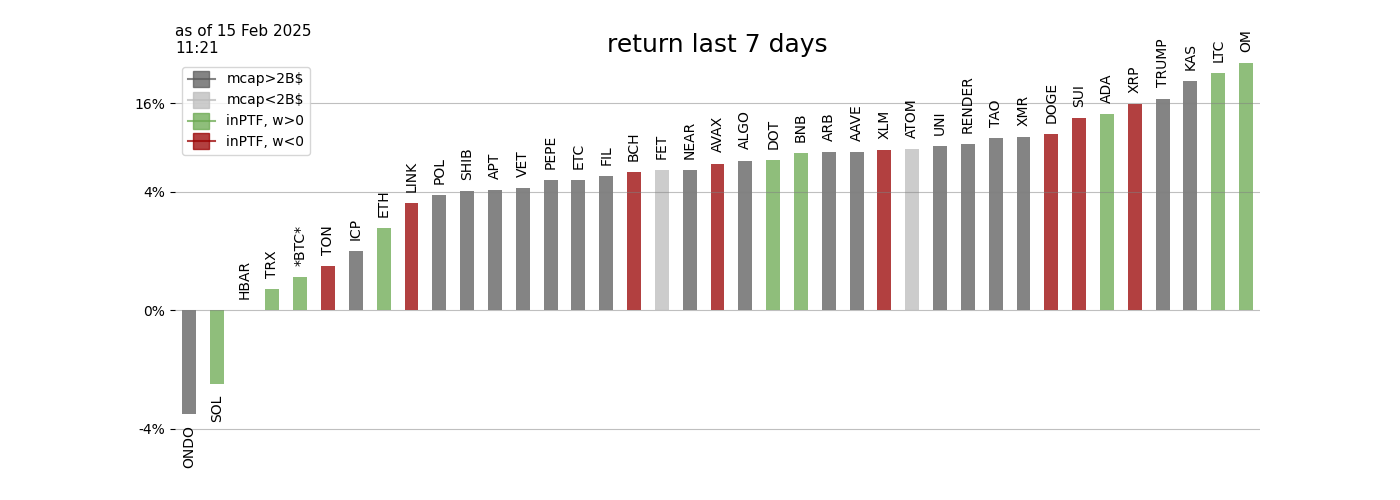 as of 15 Feb 2025
11:21
return last 7 days
mcap>2B$
mcap<2B$
inPTF, w>0
inPTF, w<0
16%
4%
0%
-4%
ONDO
SOL
HBAR
TRX
*BTC*
TON
ICP
ETH
LINK
POL
SHIB
APT
VET
PEPE
ETC
FIL
BCH
FET
NEAR
AVAX
ALGO
DOT
BNB
ARB
AAVE
XLM
ATOM
UNI
RENDER
TAO
XMR
DOGE
SUI
ADA
XRP
TRUMP
KAS
LTC
OM